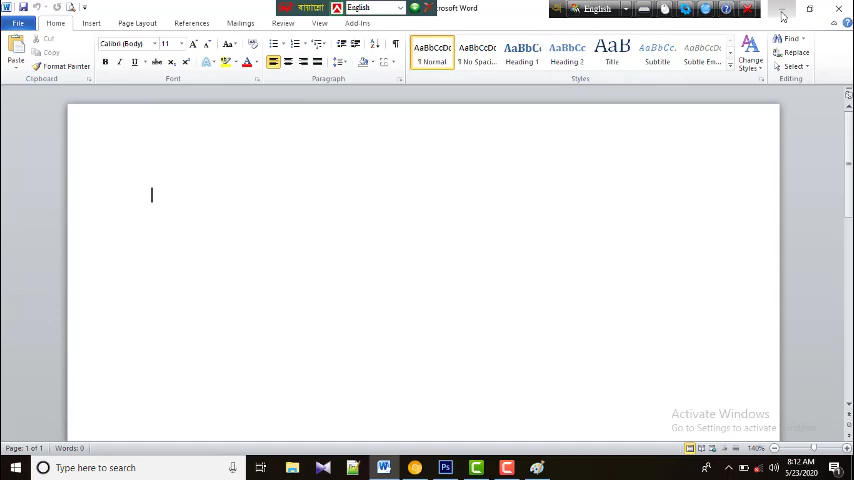 বায়ান্নো English crosoft Word English
File Home Insert Page Layout References Mailings Review View Add-Ins
Paste Cut Copy Format Painter Clipboard
Calibri (Body) 11 Font
Paragraph
AaBbCcDc AaBbCcDc AaBbCc AaBbCc AaB AaBbCc. AaBbCcDc
¶ Normal ¶ No Spaci... Heading 1 Heading 2 Title Subtitle Subtle Em...
Change Styles
Styles
Find Replace Select Editing
Activate Windows
Go to Settings to activate Windows.
Page: 1 of 1 Words: 0 140%
Type here to search 8:12 AM
5/23/2020